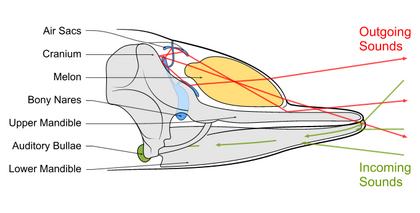 Air Sacs
Cranium
Melon
Bony Nares
Upper Mandible
Auditory Bullae
Lower Mandible
Outgoing
Sounds
Incoming
Sounds